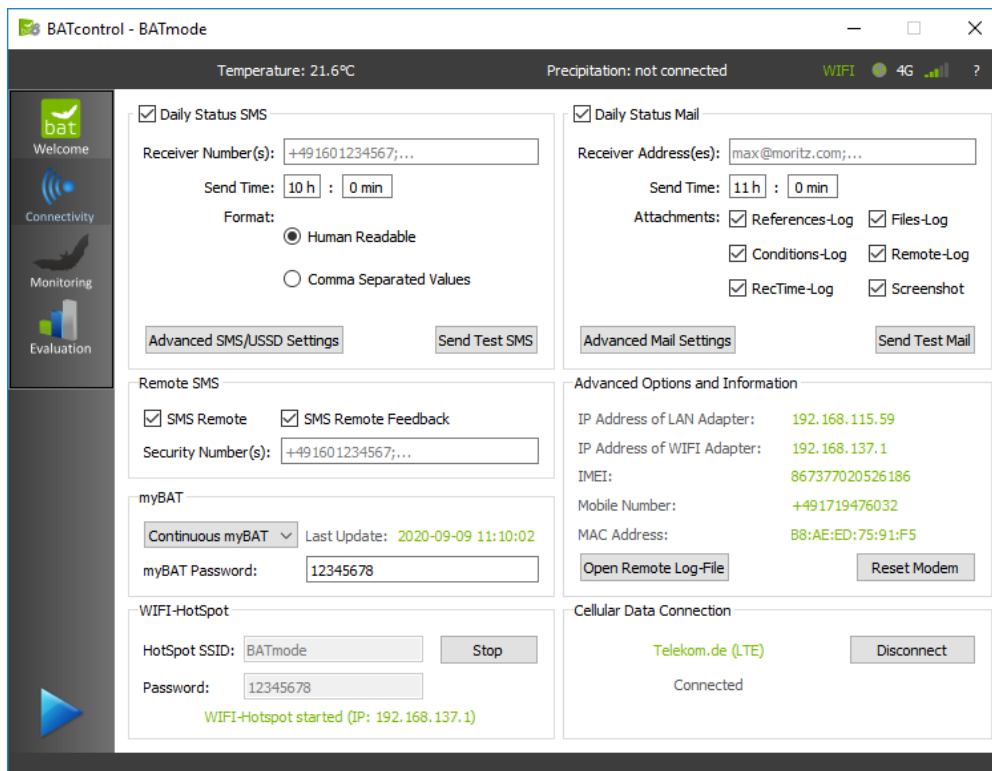 BATcontrol - BATmode
Temperature: 21.6°C Precipitation: not connected WIFI 4G ?
bat
Welcome
Connectivity
Monitoring
Evaluation
Daily Status SMS
Receiver Number(s): +491601234567;...
Send Time: 10 h : 0 min
Format:
Human Readable
Comma Separated Values
Advanced SMS/USSD Settings Send Test SMS
Daily Status Mail
Receiver Address(es): max@moritz.com;...
Send Time: 11 h : 0 min
Attachments: References-Log Files-Log
Conditions-Log Remote-Log
RecTime-Log Screenshot
Advanced Mail Settings Send Test Mail
Remote SMS
SMS Remote SMS Remote Feedback
Security Number(s): +491601234567;...
myBAT
Continuous myBAT Last Update: 2020-09-09 11:10:02
myBAT Password: 12345678
WIFI-HotSpot
HotSpot SSID: BATmode Stop
Password: 12345678
WIFI-Hotspot started (IP: 192.168.137.1)
Advanced Options and Information
IP Address of LAN Adapter: 192.168.115.59
IP Address of WIFI Adapter: 192.168.137.1
IMEI: 867377020526186
Mobile Number: +491719476032
MAC Address: B8:AE:ED:75:91:F5
Open Remote Log-File Reset Modem
Cellular Data Connection
Telekom.de (LTE) Disconnect
Connected